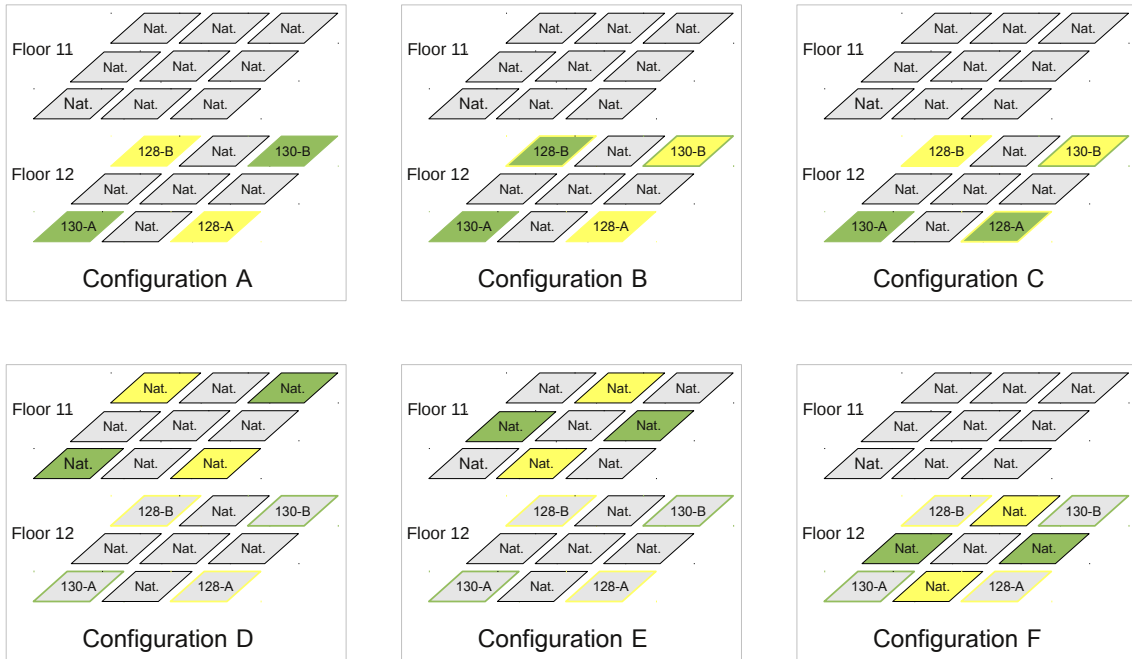 Floor 11
Nat. Nat. Nat.
Nat. Nat. Nat.
Nat. Nat. Nat.
Floor 12
128-B Nat. 130-B
Nat. Nat. Nat.
130-A Nat. 128-A
Configuration A
Floor 11
Nat. Nat. Nat.
Nat. Nat. Nat.
Nat. Nat. Nat.
Floor 12
128-B Nat. 130-B
Nat. Nat. Nat.
130-A Nat. 128-A
Configuration B
Floor 11
Nat. Nat. Nat.
Nat. Nat. Nat.
Nat. Nat. Nat.
Floor 12
128-B Nat. 130-B
Nat. Nat. Nat.
130-A Nat. 128-A
Configuration C
Floor 11
Nat. Nat. Nat.
Nat. Nat. Nat.
Nat. Nat. Nat.
Floor 12
128-B Nat. 130-B
Nat. Nat. Nat.
130-A Nat. 128-A
Configuration D
Floor 11
Nat. Nat. Nat.
Nat. Nat. Nat.
Nat. Nat. Nat.
Floor 12
128-B Nat. 130-B
Nat. Nat. Nat.
130-A Nat. 128-A
Configuration E
Floor 11
Nat. Nat. Nat.
Nat. Nat. Nat.
Nat. Nat. Nat.
Floor 12
128-B Nat. 130-B
Nat. Nat. Nat.
130-A Nat. 128-A
Configuration F